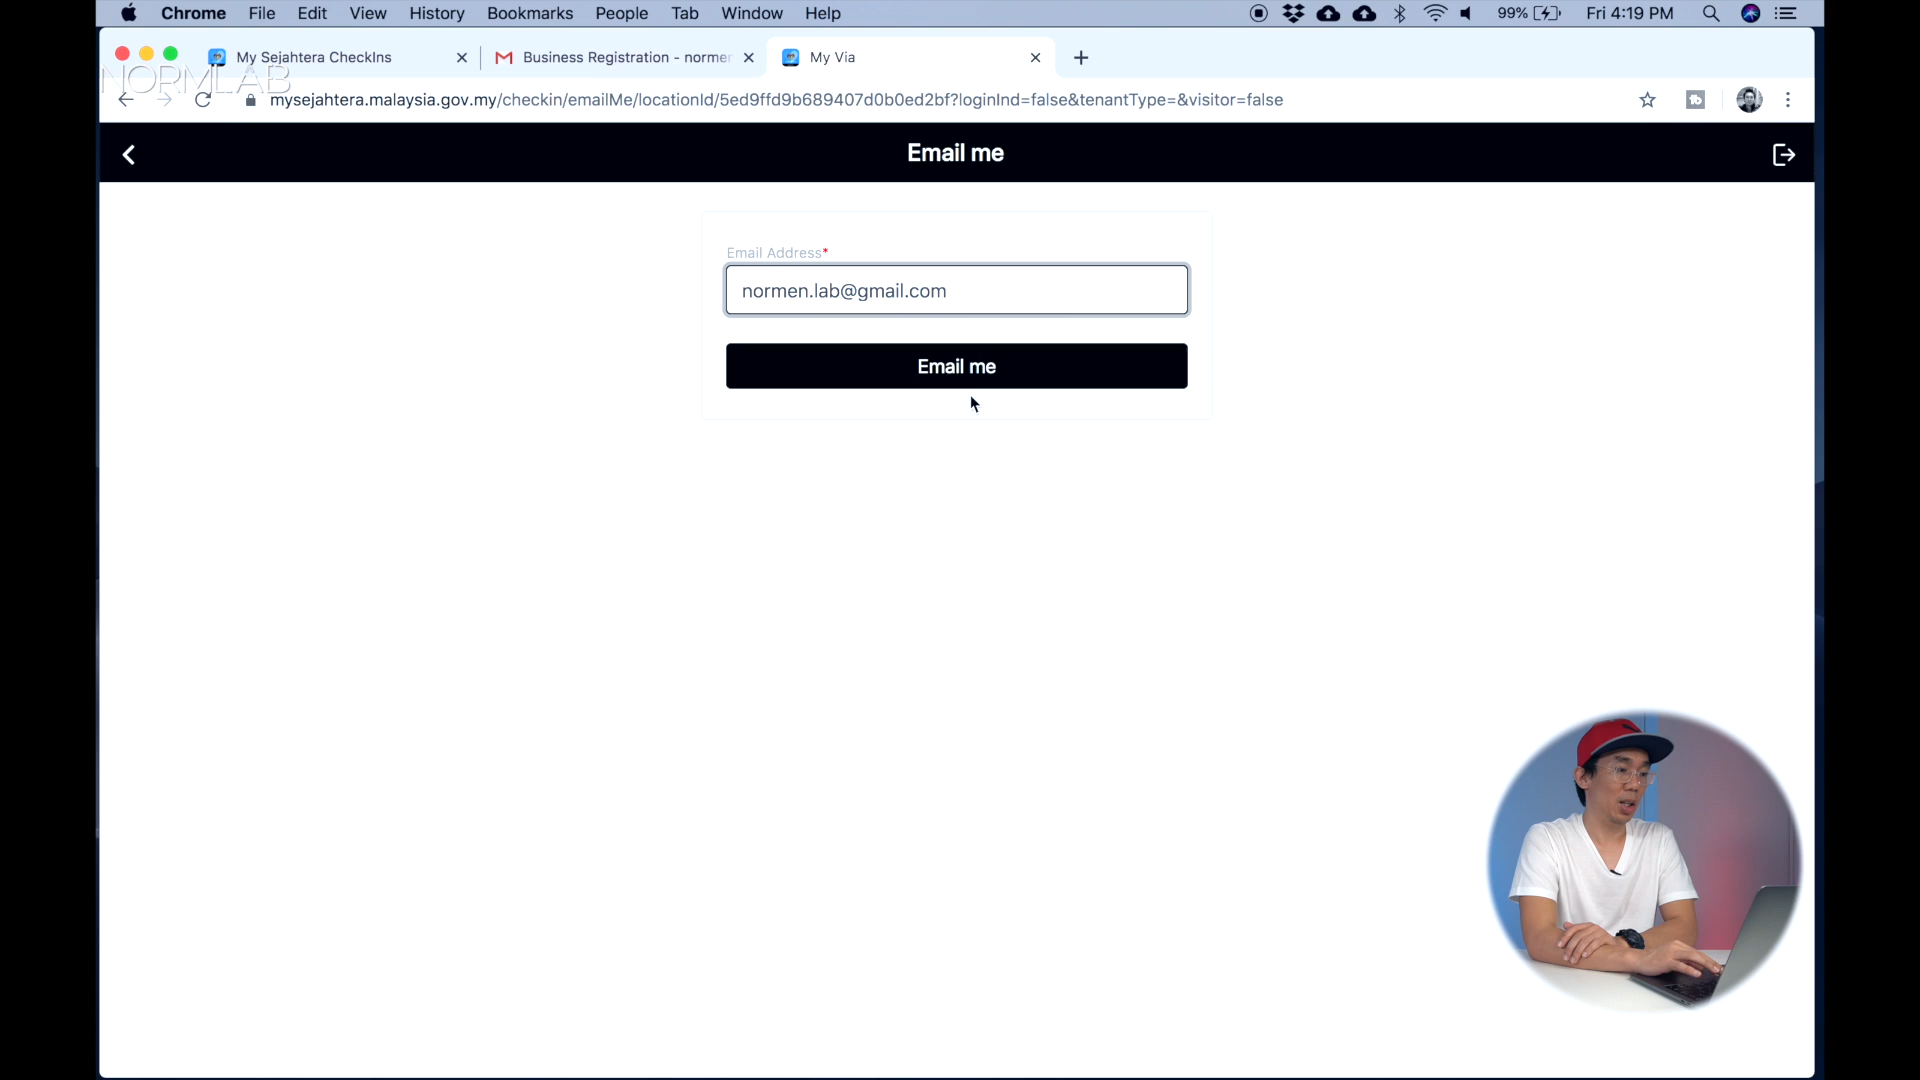 Chrome File Edit View History Bookmarks People Tab Window Help 99% Fri 4:19 PM
My Sejahtera CheckIns Business Registration - normen My Via
NORMLAB
mysejahtera.malaysia.gov.my/checkin/emailMe/locationId/5ed9ffd9b689407d0b0ed2bf?loginInd=false&tenantType=&visitor=false
Email me
Email Address*
normen.lab@gmail.com
Email me